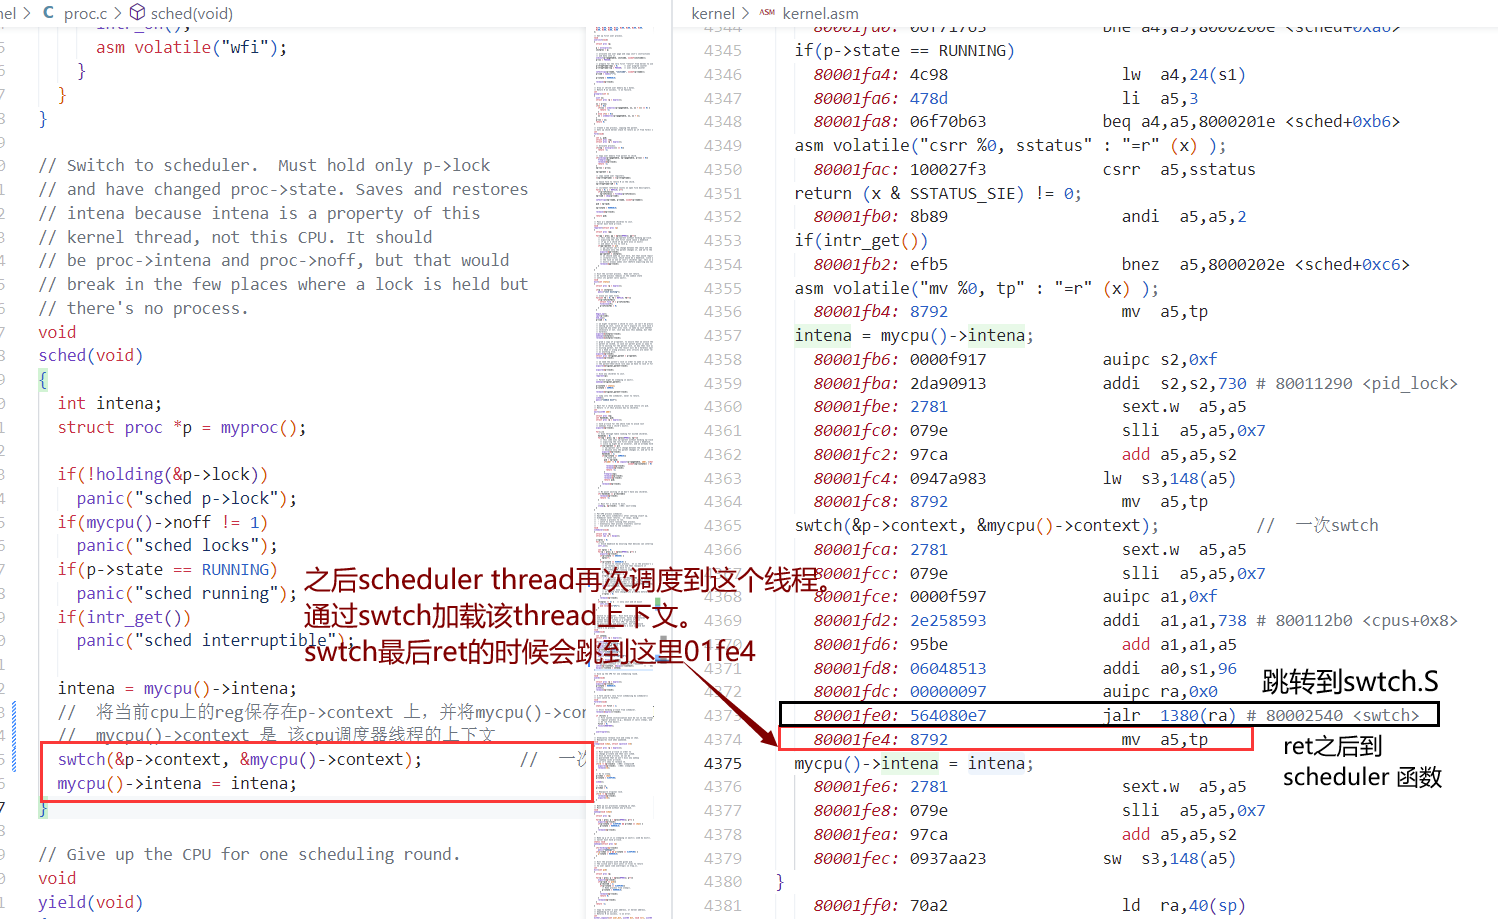 nel > C proc.c > sched(void)
intr_on();
asm volatile("wfi");
}
}
}
// Switch to scheduler.  Must hold only p->lock
// and have changed proc->state. Saves and restores
// intena because intena is a property of this
// kernel thread, not this CPU. It should
// be proc->intena and proc->noff, but that would
// break in the few places where a lock is held but
// there's no process.
void
sched(void)
{
int intena;
struct proc *p = myproc();
if(!holding(&p->lock))
panic("sched p->lock");
if(mycpu()->noff != 1)
panic("sched locks");
if(p->state == RUNNING)
panic("sched running");
if(intr_get())
panic("sched interruptible");
intena = mycpu()->intena;
// 将当前cpu上的reg保存在p->context 上，并将mycpu()->con
// mycpu()->context 是 该cpu调度器线程的上下文
swtch(&p->context, &mycpu()->context); // 一次
mycpu()->intena = intena;
}
// Give up the CPU for one scheduling round.
void
yield(void)
之后scheduler thread再次调度到这个线程。
通过swtch加载该thread上下文。
swtch最后ret的时候会跳到这里01fe4
kernel > ASM kernel.asm
4344 80001fa0: 06f71763 bne a4,a5,8000200e <sched+0xa6>
4345 if(p->state == RUNNING)
4346 80001fa4: 4c98 lw a4,24(s1)
4347 80001fa6: 478d li a5,3
4348 80001fa8: 06f70b63 beq a4,a5,8000201e <sched+0xb6>
4349 asm volatile("csrr %0, sstatus" : "=r" (x) );
4350 80001fac: 100027f3 csrr a5,sstatus
4351 return (x & SSTATUS_SIE) != 0;
4352 80001fb0: 8b89 andi a5,a5,2
4353 if(intr_get())
4354 80001fb2: efb5 bnez a5,8000202e <sched+0xc6>
4355 asm volatile("mv %0, tp" : "=r" (x) );
4356 80001fb4: 8792 mv a5,tp
4357 intena = mycpu()->intena;
4358 80001fb6: 0000f917 auipc s2,0xf
4359 80001fba: 2da90913 addi s2,s2,730 # 80011290 <pid_lock>
4360 80001fbe: 2781 sext.w a5,a5
4361 80001fc0: 079e slli a5,a5,0x7
4362 80001fc2: 97ca add a5,a5,s2
4363 80001fc4: 0947a983 lw s3,148(a5)
4364 80001fc8: 8792 mv a5,tp
4365 swtch(&p->context, &mycpu()->context); // 一次swtch
4366 80001fca: 2781 sext.w a5,a5
4367 80001fcc: 079e slli a5,a5,0x7
4368 80001fce: 0000f597 auipc a1,0xf
4369 80001fd2: 2e258593 addi a1,a1,738 # 800112b0 <cpus+0x8>
4370 80001fd6: 95be add a1,a1,a5
4371 80001fd8: 06048513 addi a0,s1,96
4372 80001fdc: 00000097 auipc ra,0x0
4373 80001fe0: 564080e7 jalr 1380(ra) # 80002540 <swtch>
4374 80001fe4: 8792 mv a5,tp
4375 mycpu()->intena = intena;
4376 80001fe6: 2781 sext.w a5,a5
4377 80001fe8: 079e slli a5,a5,0x7
4378 80001fea: 97ca add a5,a5,s2
4379 80001fec: 0937aa23 sw s3,148(a5)
4380 }
4381 80001ff0: 70a2 ld ra,40(sp)
跳转到swtch.S
ret之后到
scheduler 函数